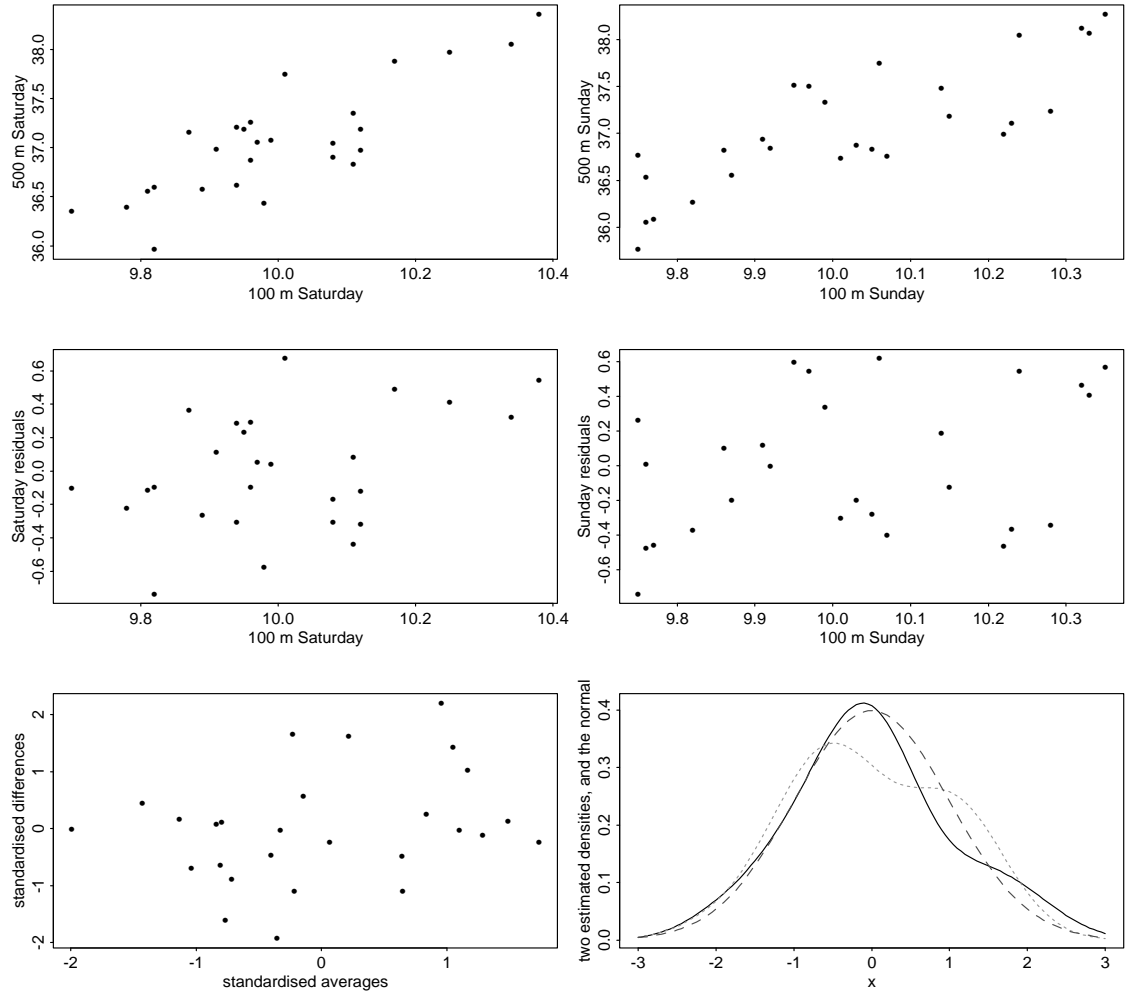 500 m Saturday
36.0 36.5 37.0 37.5 38.0
9.8 10.0 10.2 10.4
100 m Saturday
500 m Sunday
36.0 36.5 37.0 37.5 38.0
9.8 9.9 10.0 10.1 10.2 10.3
100 m Sunday
Saturday residuals
-0.6 -0.4 -0.2 0.0 0.2 0.4 0.6
9.8 10.0 10.2 10.4
100 m Saturday
Sunday residuals
-0.6 -0.4 -0.2 0.0 0.2 0.4 0.6
9.8 9.9 10.0 10.1 10.2 10.3
100 m Sunday
standardised differences
-2 -1 0 1 2
-2 -1 0 1
standardised averages
two estimated densities, and the normal
0.0 0.1 0.2 0.3 0.4
-3 -2 -1 0 1 2 3
x